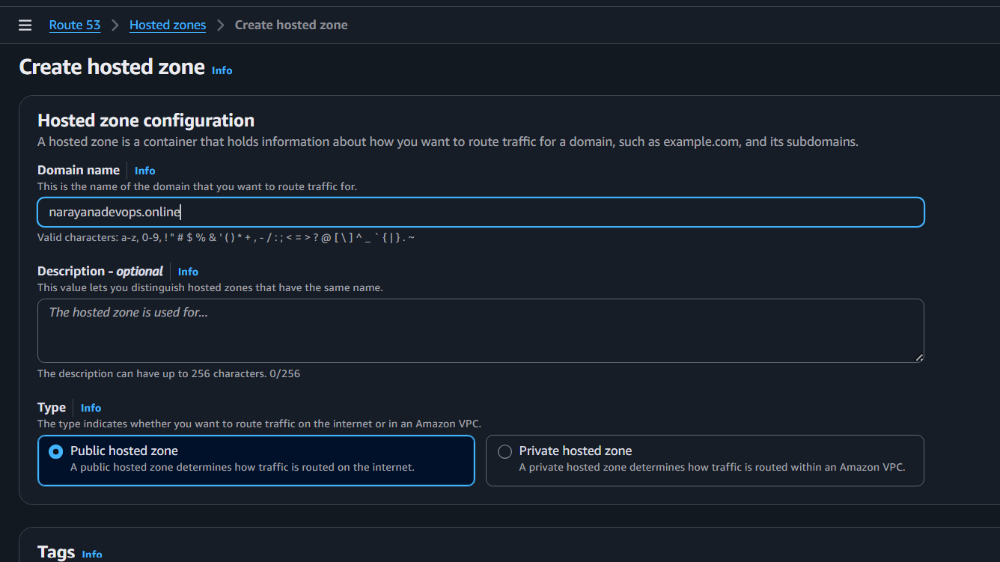 Route 53 > Hosted zones > Create hosted zone
Create hosted zone Info
Hosted zone configuration
A hosted zone is a container that holds information about how you want to route traffic for a domain, such as example.com, and its subdomains.
Domain name Info
This is the name of the domain that you want to route traffic for.
narayanadevops.online
Valid characters: a-z, 0-9, ! " # $ % & ' ( ) * + , - / : ; < = > ? @ [ \ ] ^ _ ` { | } . ~
Description - optional Info
This value lets you distinguish hosted zones that have the same name.
The hosted zone is used for...
The description can have up to 256 characters. 0/256
Type Info
The type indicates whether you want to route traffic on the internet or in an Amazon VPC.
Public hosted zone
A public hosted zone determines how traffic is routed on the internet.
Private hosted zone
A private hosted zone determines how traffic is routed within an Amazon VPC.
Tags Info